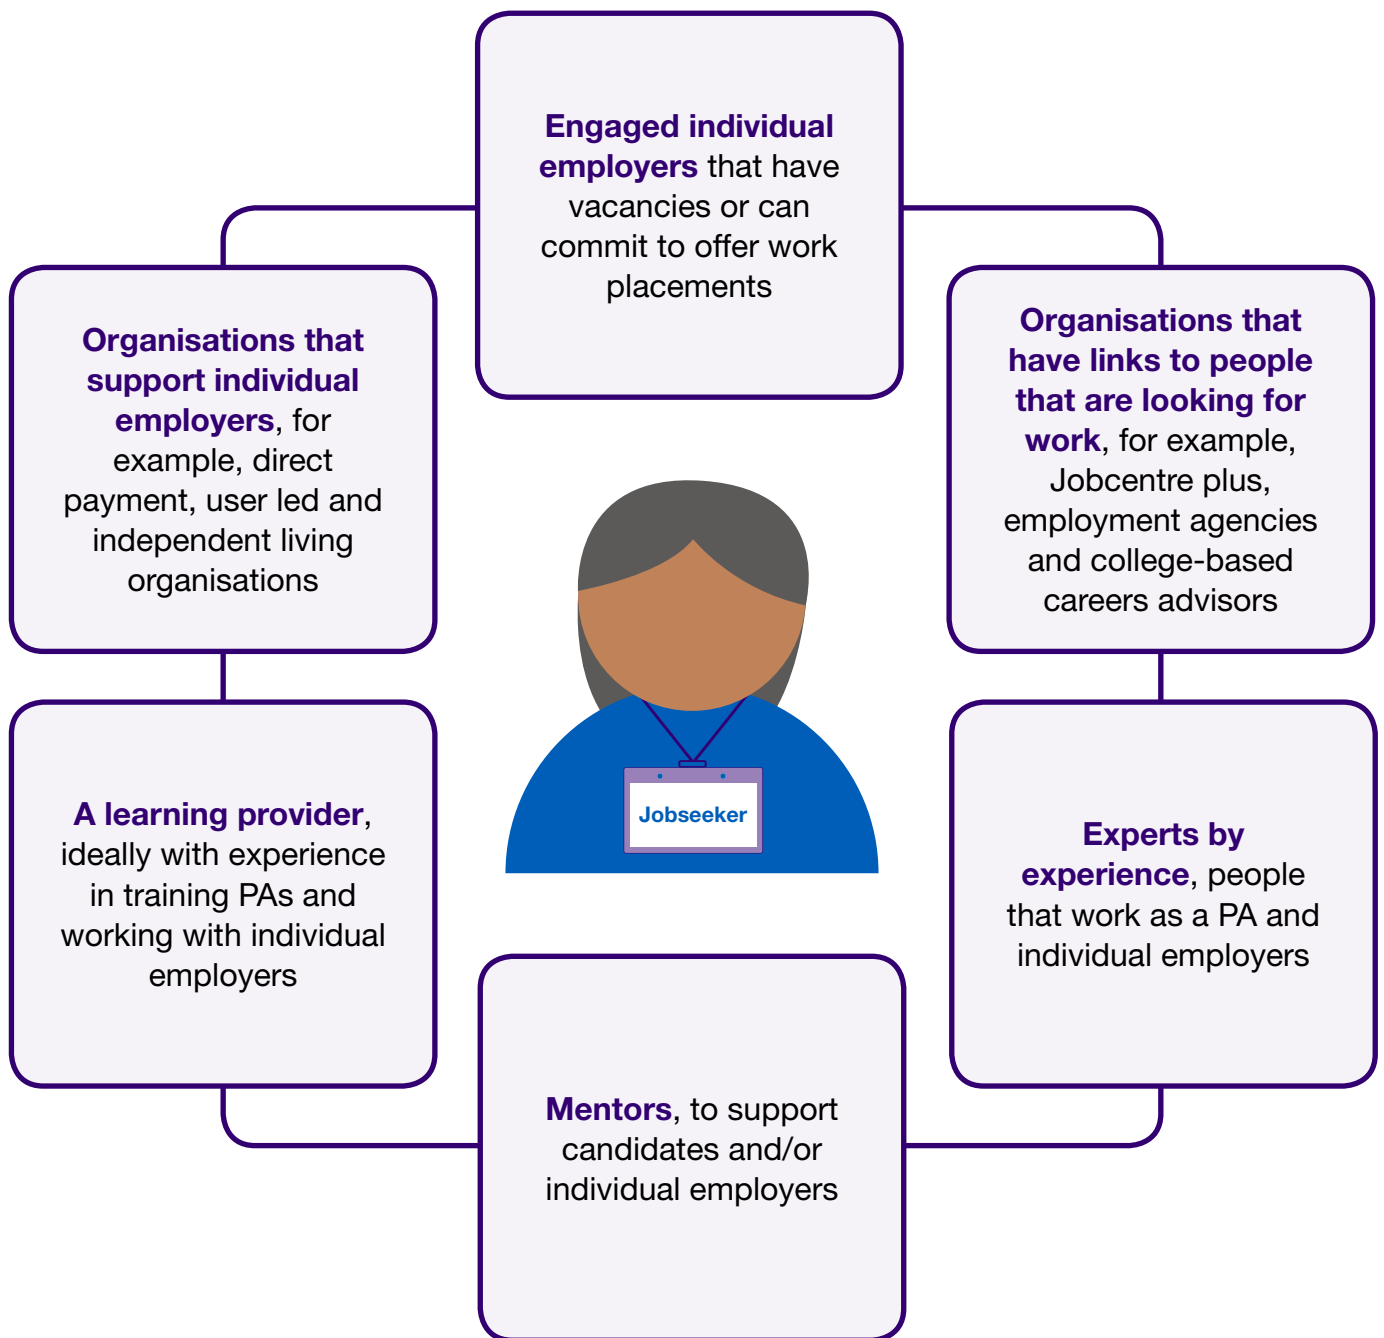 Engaged individual
employers that have
vacancies or can
commit to offer work
placements
Organisations that
support individual
employers, for
example, direct
payment, user led and
independent living
organisations
Organisations that
have links to people
that are looking for
work, for example,
Jobcentre plus,
employment agencies
and college-based
careers advisors
Jobseeker
A learning provider,
ideally with experience
in training PAs and
working with individual
employers
Experts by
experience, people
that work as a PA and
individual employers
Mentors, to support
candidates and/or
individual employers